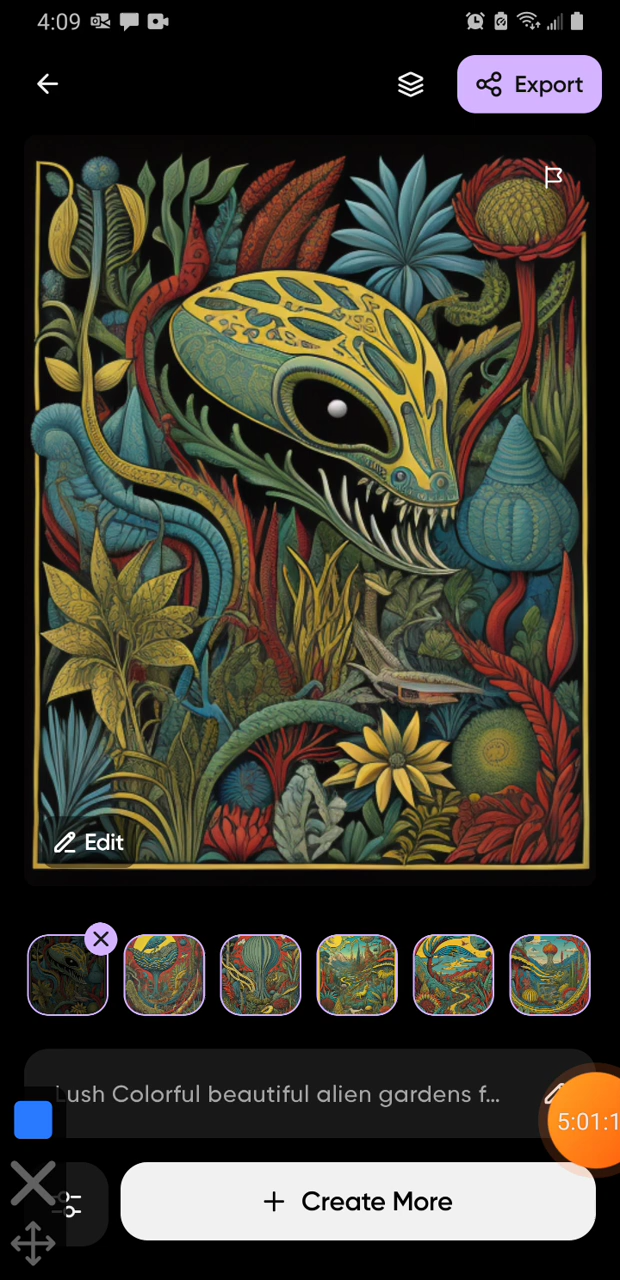 4:09
Export
Edit
Lush Colorful beautiful alien gardens f...
5:01:1
Create More